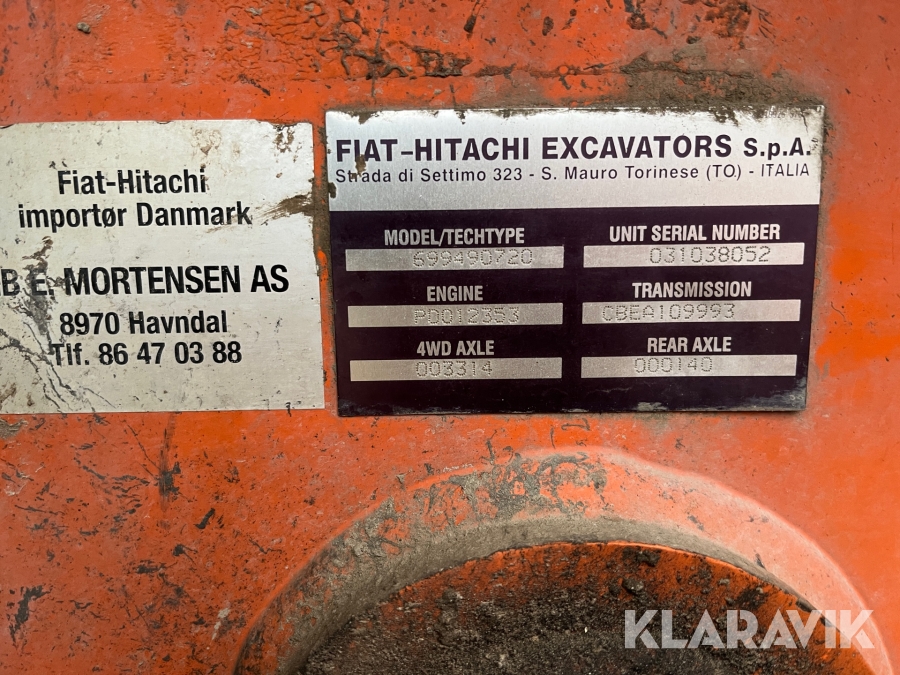 Fiat-Hitachi
importør Danmark
B E. MORTENSEN AS
8970 Havndal
Tlf. 86 47 03 88
FIAT-HITACHI EXCAVATORS S.p.A.
Strada di Settimo 323 - S. Mauro Torinese (TO) - ITALIA
MODEL/TECHTYPE
699490720
UNIT SERIAL NUMBER
031038052
ENGINE
PD012353
TRANSMISSION
CBEA109993
4WD AXLE
003314
REAR AXLE
000140
KLARAVIK